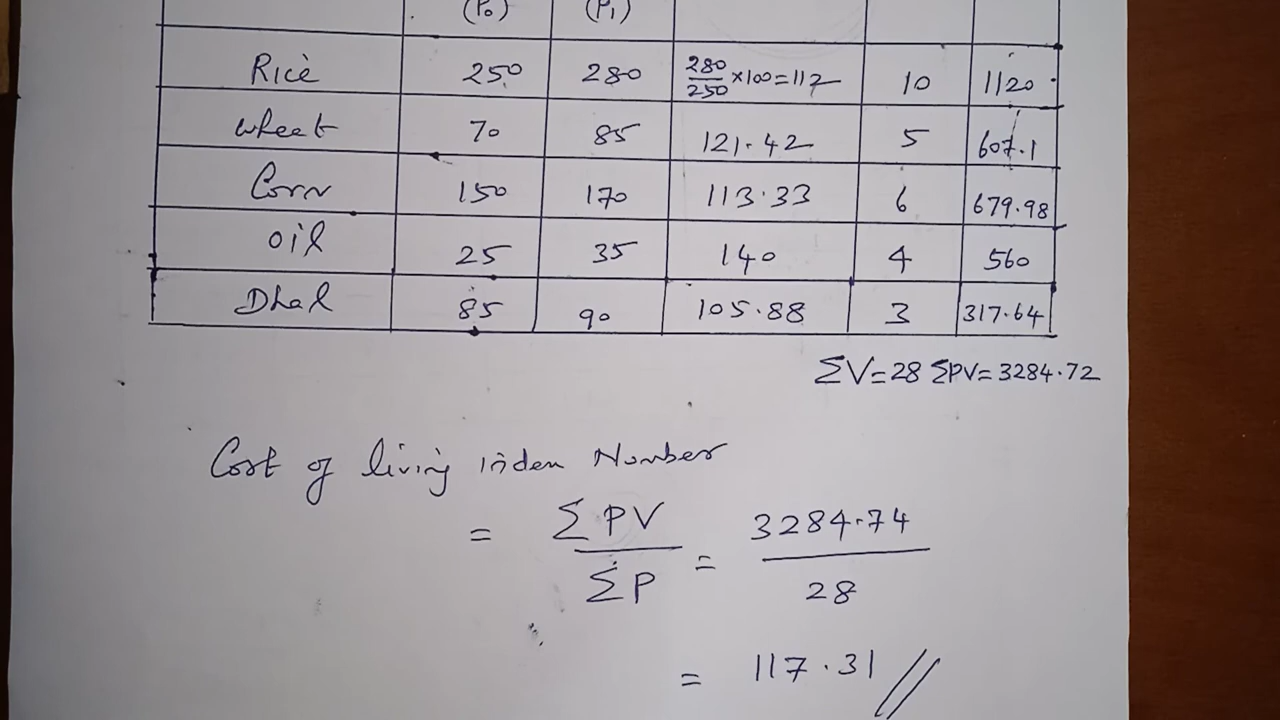 (P₀) (P₁)
Rice 250 280 280/250 ×100=112 10 1120
Wheat 70 85 121.42 5 607.1
Corn 150 170 113.33 6 679.98
Oil 25 35 140 4 560
Dhal 85 90 105.88 3 317.64
ΣV=28 ΣPV=3284.72
Cost of living index Number
= ΣPV/ΣP = 3284.74/28
= 117.31 //